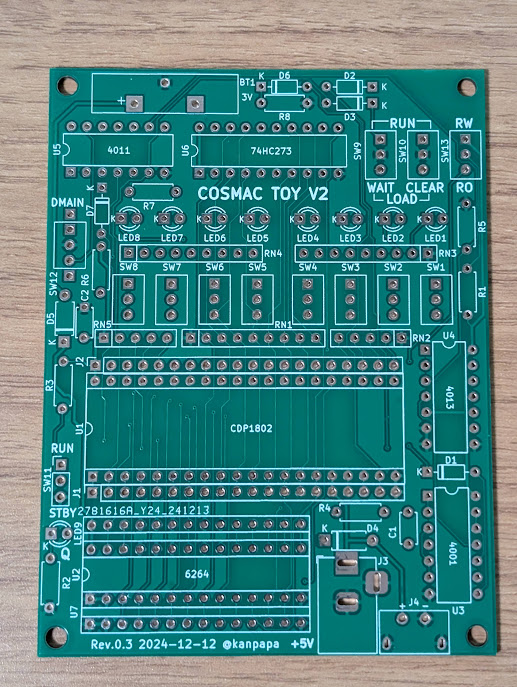 K D6 D2 K
BT1
3V
+
K
D3
K
R8
RUN
RW
U5
4011
U6
74HC273
SW9
SW10
SW13
K
R7
COSMAC TOY V2
WAIT CLEAR
LOAD
RO
DMAIN
D7
R5
K K K K K K K K
LED8 LED7 LED6 LED5 LED4 LED3 LED2 LED1
RN4
RN3
SW12
R6
SW8 SW7 SW6 SW5 SW4 SW3 SW2 SW1
R1
C2
D5
RN5
RN1
RN2
U4
K
J2
4013
R3
U1
CDP1802
RUN
SW11
K
D1
J1
STBY
2781616A_Y24_241213
R4
C1
LED9
K
Q
K
D4
4001
U2
6264
J3
R2
U7
J4
+ -
U3
Rev.0.3 2024-12-12 @kanpapa +5V